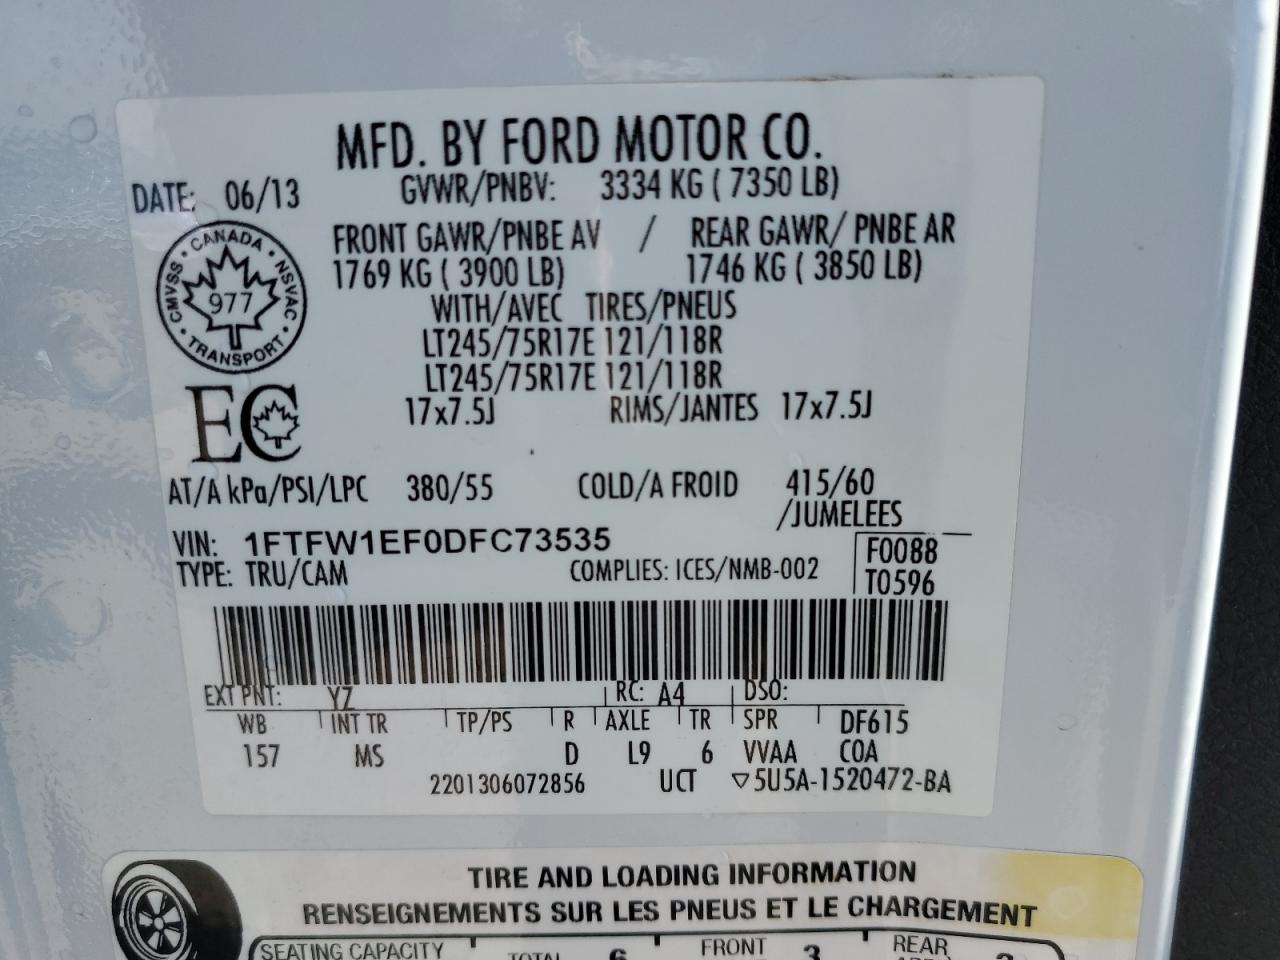 MFD. BY FORD MOTOR CO.
DATE: 06/13 GVWR/PNBV: 3334 KG ( 7350 LB)
FRONT GAWR/PNBE AV / REAR GAWR/ PNBE AR
1769 KG ( 3900 LB) 1746 KG ( 3850 LB)
WITH/AVEC TIRES/PNEUS
LT245/75R17E 121/118R
LT245/75R17E 121/118R
17x7.5J RIMS/JANTES 17x7.5J
CANADA
CMVSS NSVAC
977
TRANSPORT
EC
AT/A kPa/PSI/LPC 380/55 COLD/A FROID 415/60
/JUMELEES
VIN: 1FTFW1EF0DFC73535
F0088
TYPE: TRU/CAM COMPLIES: ICES/NMB-002
T0596
EXT PNT: YZ RC: A4 DSO:
WB INT TR TP/PS R AXLE TR SPR DF615
157 MS D L9 6 VVAA COA
2201306072856 UCT ▽5U5A-1520472-BA
TIRE AND LOADING INFORMATION
RENSEIGNEMENTS SUR LES PNEUS ET LE CHARGEMENT
SEATING CAPACITY TOTAL 6 FRONT 3 REAR